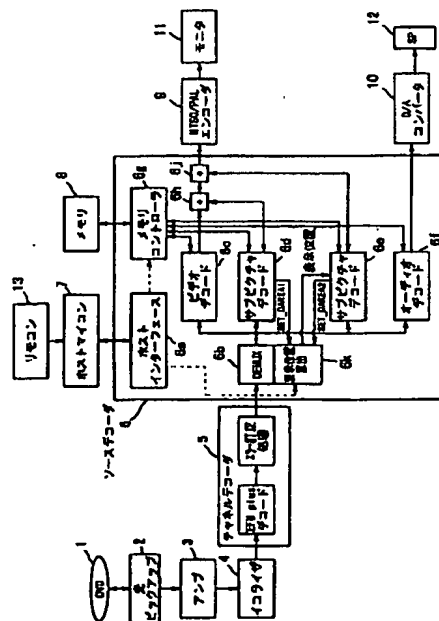 13
リモコン
7
ホストマイコン
8
メモリ
9
NTSC/PAL
エンコーダ
11
モニタ
12
SP
10
D/A
コンバータ
6
ソースデコーダ
6a
ホスト
インターフェース
6g
メモリ
コントローラ
6h
6j
+
+
6c
ビデオ
デコード
6d
サブピクチャ
デコード
6e
サブピクチャ
デコード
6f
オーディオ
デコード
SET_DAREA1
SET_DAREA2
表示位置
6b
DEMUX
表示位置
算出
6k
5
チャネルデコーダ
EFM plus
デコード
エラー訂正
処理
1
DVD
2
光
ピックアップ
3
アンプ
4
イコライザ